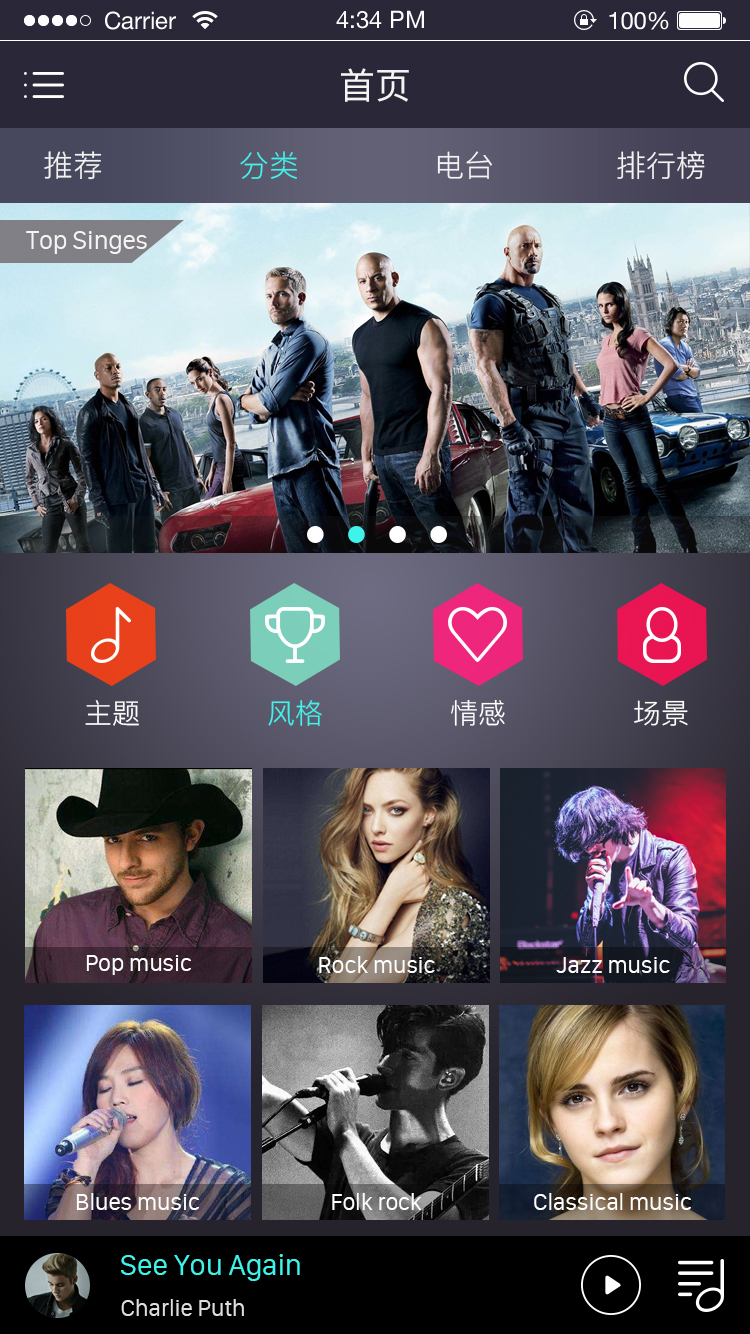 Carrier 4:34 PM 100%
首页
推荐 分类 电台 排行榜
Top Singes
主题 风格 情感 场景
Pop music Rock music Jazz music
Blues music Folk rock Classical music
See You Again
Charlie Puth